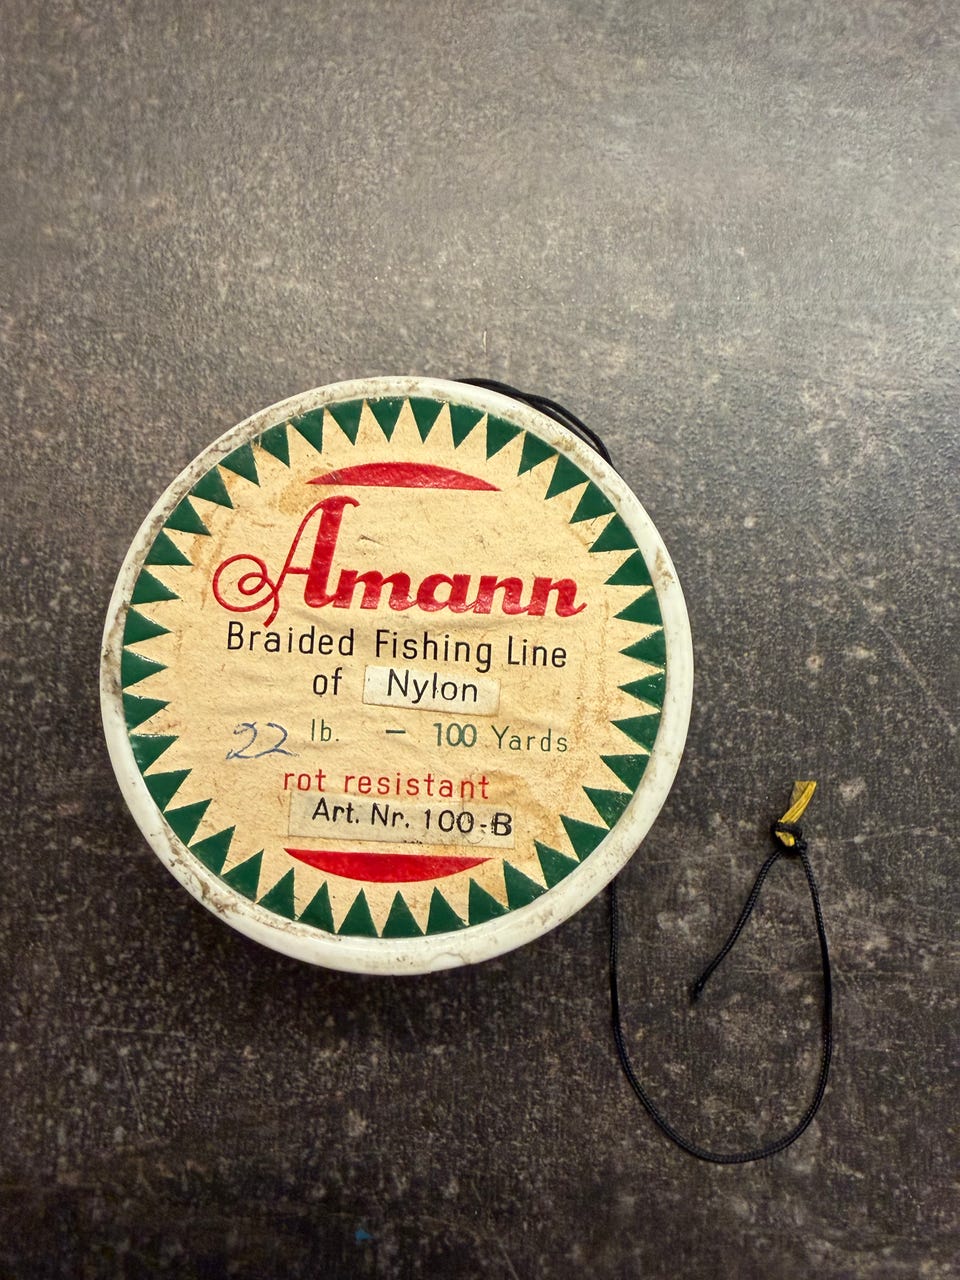 Amann
Braided Fishing Line
of Nylon
22 lb. – 100 Yards
rot resistant
Art. Nr. 100-B